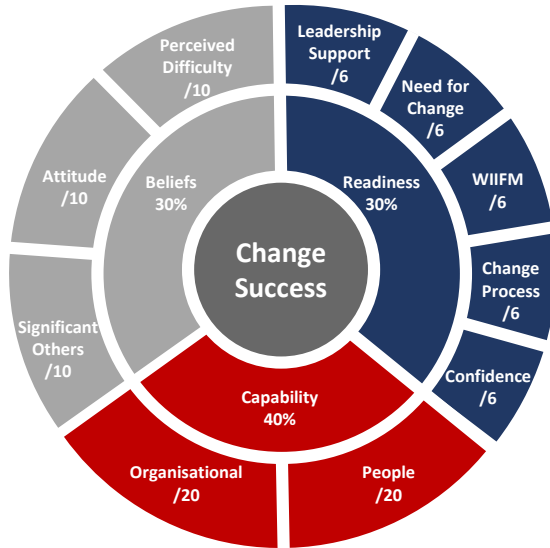 Perceived
Difficulty
/10
Leadership
Support
/6
Need for
Change
/6
Attitude
/10
Beliefs
30%
Readiness
30%
WIIFM
/6
Change
Success
Change
Process
/6
Significant
Others
/10
Confidence
/6
Capability
40%
Organisational
/20
People
/20